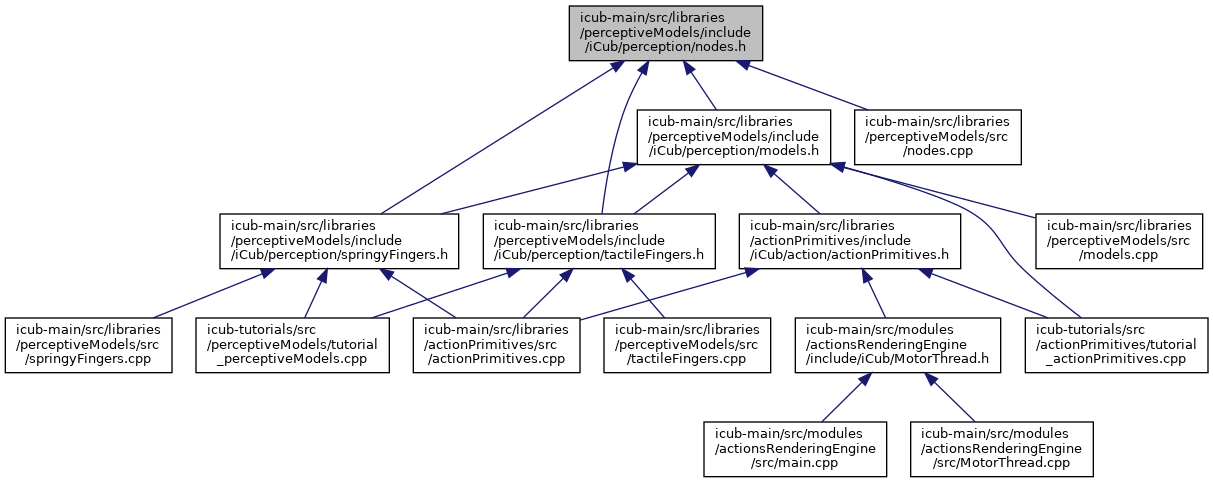 icub-main/src/libraries
/perceptiveModels/include
/iCub/perception/nodes.h
icub-main/src/libraries
/perceptiveModels/include
/iCub/perception/models.h
icub-main/src/libraries
/perceptiveModels/src
/nodes.cpp
icub-main/src/libraries
/perceptiveModels/include
/iCub/perception/springyFingers.h
icub-main/src/libraries
/perceptiveModels/include
/iCub/perception/tactileFingers.h
icub-main/src/libraries
/actionPrimitives/include
/iCub/action/actionPrimitives.h
icub-main/src/libraries
/perceptiveModels/src
/models.cpp
icub-main/src/libraries
/perceptiveModels/src
/springyFingers.cpp
icub-tutorials/src
/perceptiveModels/tutorial
_perceptiveModels.cpp
icub-main/src/libraries
/actionPrimitives/src
/actionPrimitives.cpp
icub-main/src/libraries
/perceptiveModels/src
/tactileFingers.cpp
icub-main/src/modules
/actionsRenderingEngine
/include/iCub/MotorThread.h
icub-tutorials/src
/actionPrimitives/tutorial
_actionPrimitives.cpp
icub-main/src/modules
/actionsRenderingEngine
/src/main.cpp
icub-main/src/modules
/actionsRenderingEngine
/src/MotorThread.cpp